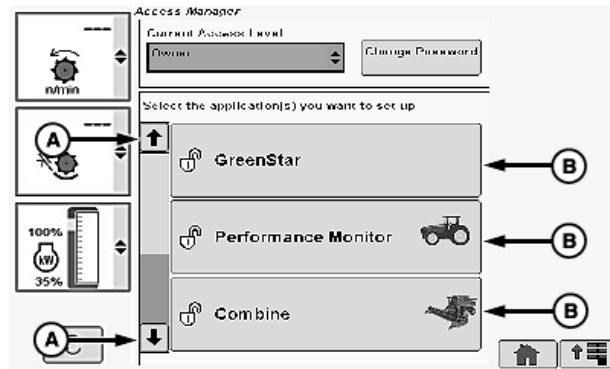 Access Manager
---
Current Access Level
Owner
Change Password
n/min
Select the application(s) you want to set up
---
A
GreenStar
B
100%
kW
35%
Performance Monitor
B
Combine
B
A
C